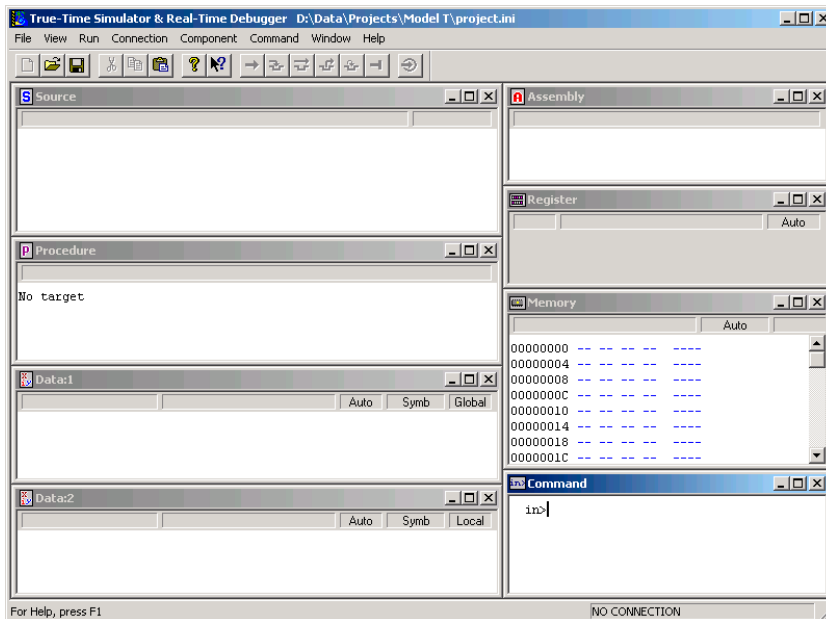 True-Time Simulator & Real-Time Debugger D:\Data\Projects\Model T\project.ini
File View Run Connection Component Command Window Help
Source
Assembly
Register
Auto
Procedure
No target
Memory
Auto
00000000 -- -- -- -- ----
00000004 -- -- -- -- ----
00000008 -- -- -- -- ----
0000000C -- -- -- -- ----
00000010 -- -- -- -- ----
00000014 -- -- -- -- ----
00000018 -- -- -- -- ----
0000001C -- -- -- -- ----
Data:1
Auto Symb Global
Command
in>
Data:2
Auto Symb Local
For Help, press F1
NO CONNECTION